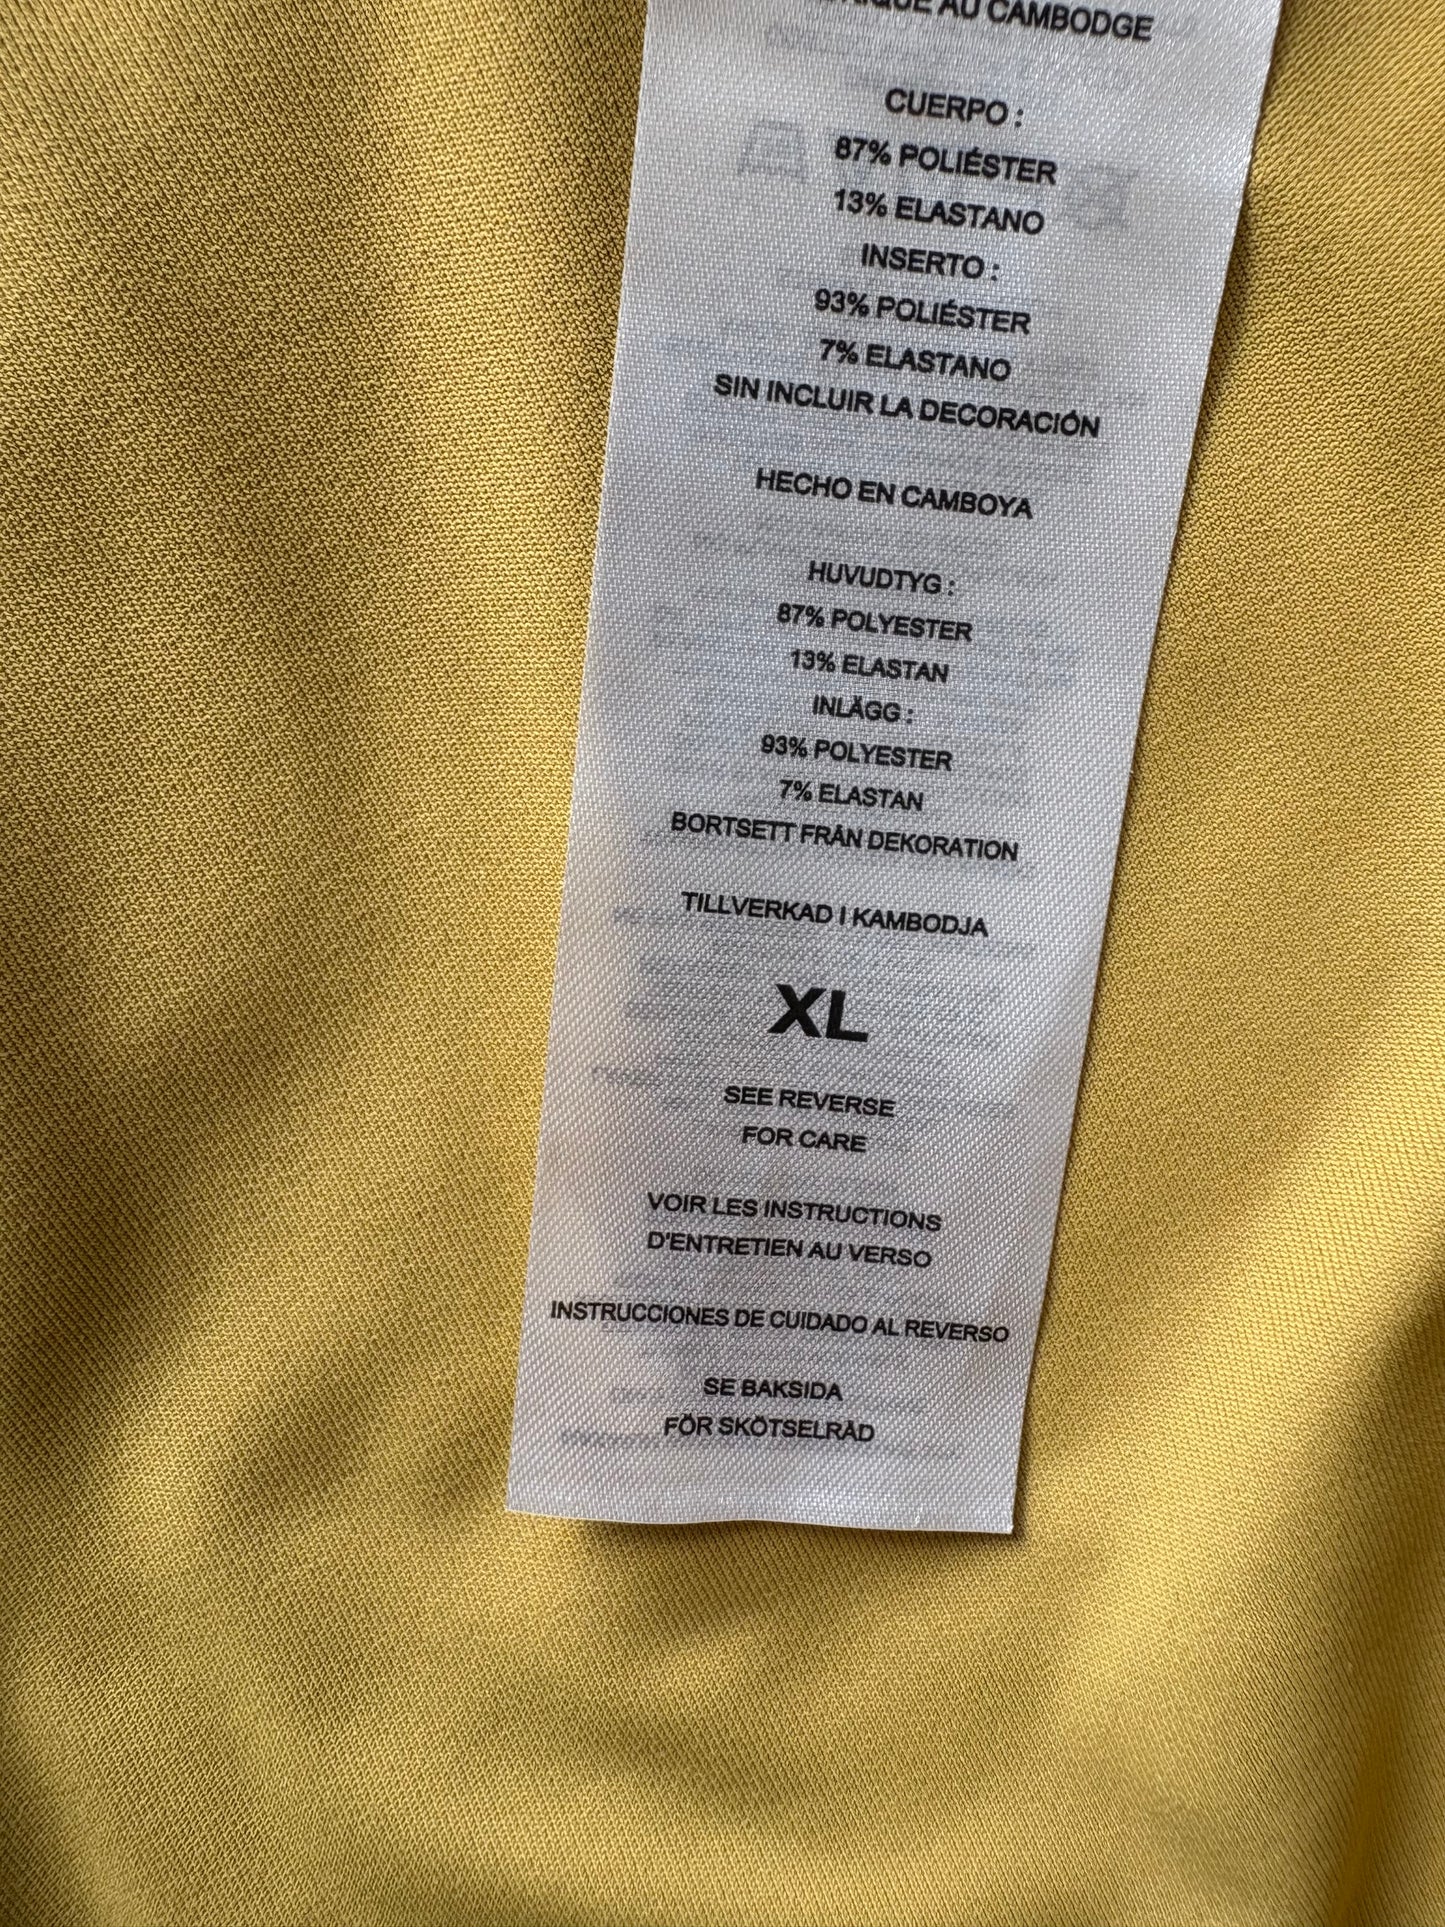 AU CAMBODGE
CUERPO :
87% POLIÉSTER
13% ELASTANO
INSERTO :
93% POLIÉSTER
7% ELASTANO
SIN INCLUIR LA DECORACIÓN
HECHO EN CAMBOYA
HUVUDTYG :
87% POLYESTER
13% ELASTAN
INLÄGG :
93% POLYESTER
7% ELASTAN
BORTSETT FRÅN DEKORATION
TILLVERKAD I KAMBODJA
XL
SEE REVERSE
FOR CARE
VOIR LES INSTRUCTIONS
D'ENTRETIEN AU VERSO
INSTRUCCIONES DE CUIDADO AL REVERSO
SE BAKSIDA
FÖR SKÖTSELRÅD